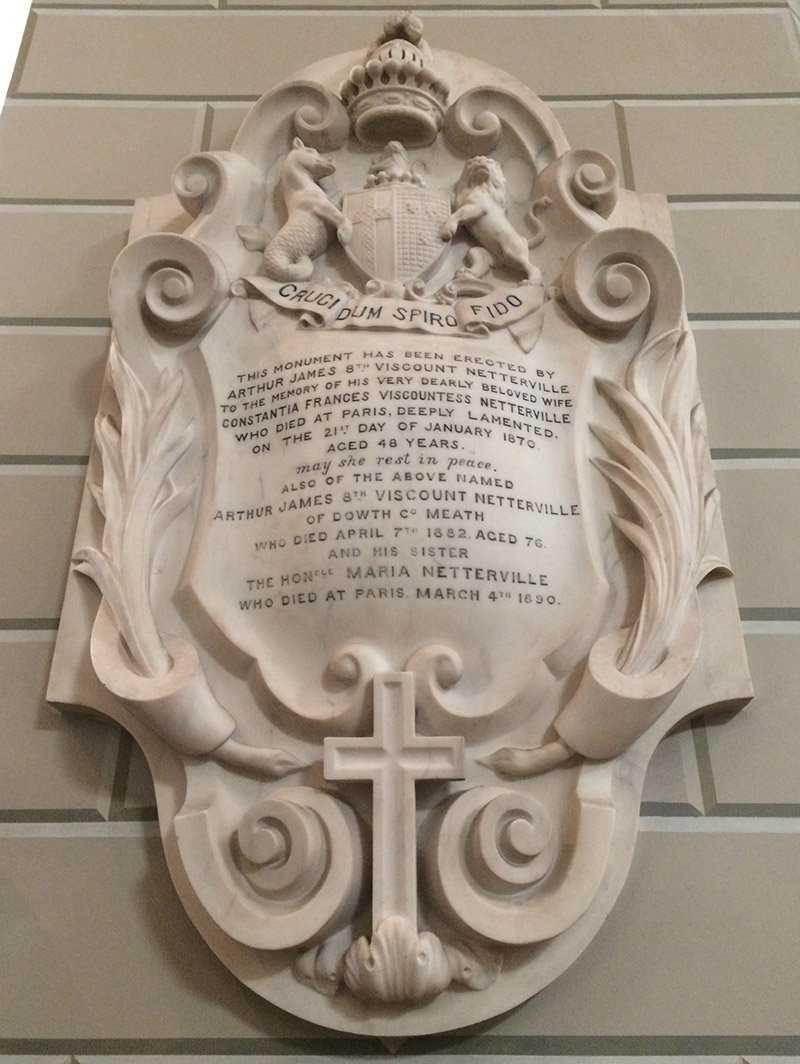 CRUCI DUM SPIRO FIDO
THIS MONUMENT HAS BEEN ERECTED BY
ARTHUR JAMES 8TH VISCOUNT NETTERVILLE
TO THE MEMORY OF HIS VERY DEARLY BELOVED WIFE
CONSTANTIA FRANCES VISCOUNTESS NETTERVILLE
WHO DIED AT PARIS, DEEPLY LAMENTED.
ON THE 21ST DAY OF JANUARY 1870.
AGED 48 YEARS.
may she rest in peace.
ALSO OF THE ABOVE NAMED
ARTHUR JAMES 8TH VISCOUNT NETTERVILLE
OF DOWTH CO MEATH
WHO DIED APRIL 7TH 1882. AGED 76.
AND HIS SISTER
THE HONBLE MARIA NETTERVILLE
WHO DIED AT PARIS. MARCH 4TH 1890.